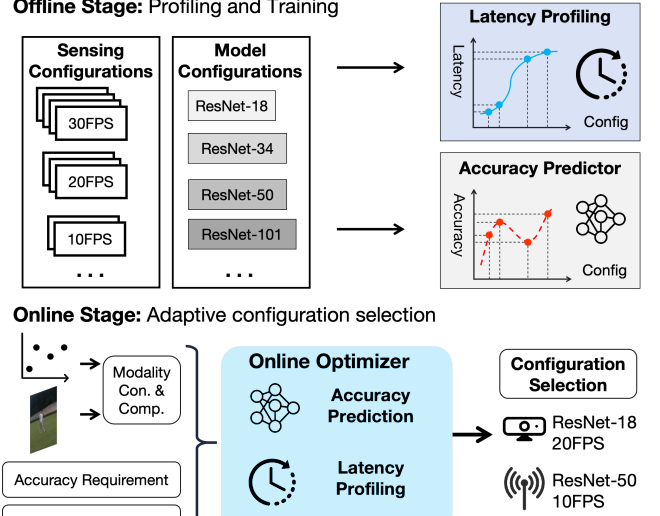 Offline Stage: Profiling and Training
Sensing
Configurations
30FPS
20FPS
10FPS
...
Model
Configurations
ResNet-18
ResNet-34
ResNet-50
ResNet-101
...
Latency Profiling
Latency
Config
Accuracy Predictor
Accuracy
Config
Online Stage: Adaptive configuration selection
Modality
Con. &
Comp.
Accuracy Requirement
Online Optimizer
Accuracy
Prediction
Latency
Profiling
Configuration
Selection
ResNet-18
20FPS
ResNet-50
10FPS